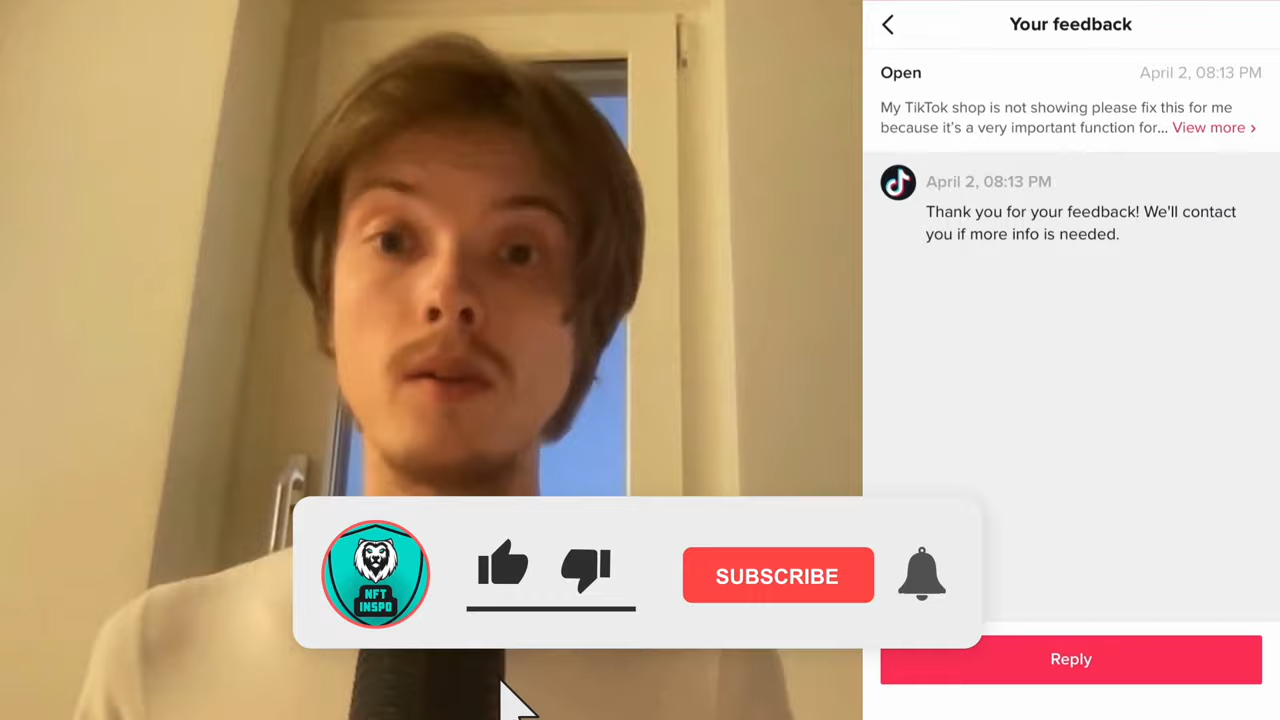 Your feedback
Open
April 2, 08:13 PM
My TikTok shop is not showing please fix this for me
because it's a very important function for... View more ›
April 2, 08:13 PM
Thank you for your feedback! We'll contact
you if more info is needed.
NFT
INSPO
SUBSCRIBE
Reply